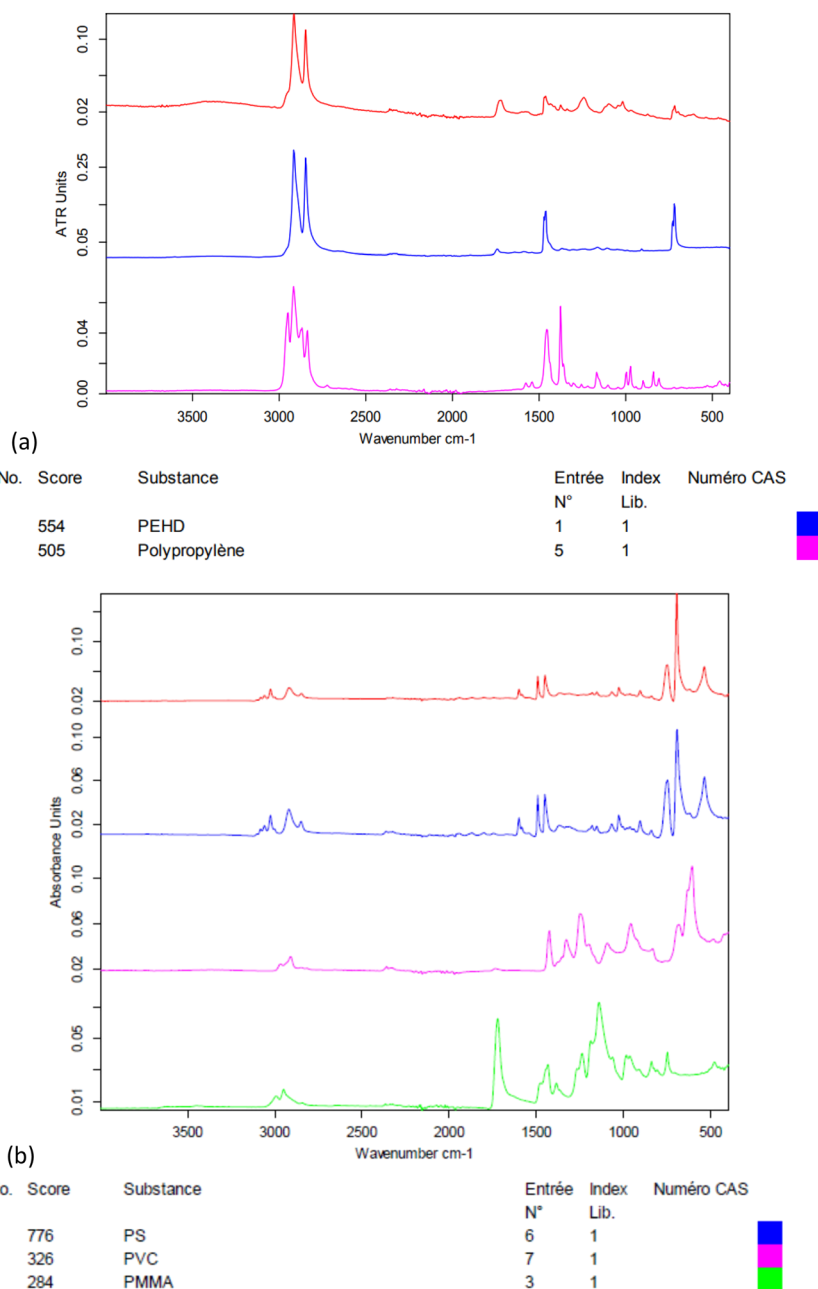 0.10
0.02
0.25
0.05
0.04
0.00
ATR Units
3500 3000 2500 2000 1500 1000 500
Wavenumber cm-1
(a)
No. Score Substance Entrée Index Numéro CAS
N° Lib.
554 PEHD 1 1
505 Polypropylène 5 1
0.10
0.02
0.10
0.06
0.02
0.10
0.06
0.02
0.05
0.01
Absorbance Units
3500 3000 2500 2000 1500 1000 500
Wavenumber cm-1
(b)
o. Score Substance Entrée Index Numéro CAS
N° Lib.
776 PS 6 1
326 PVC 7 1
284 PMMA 3 1